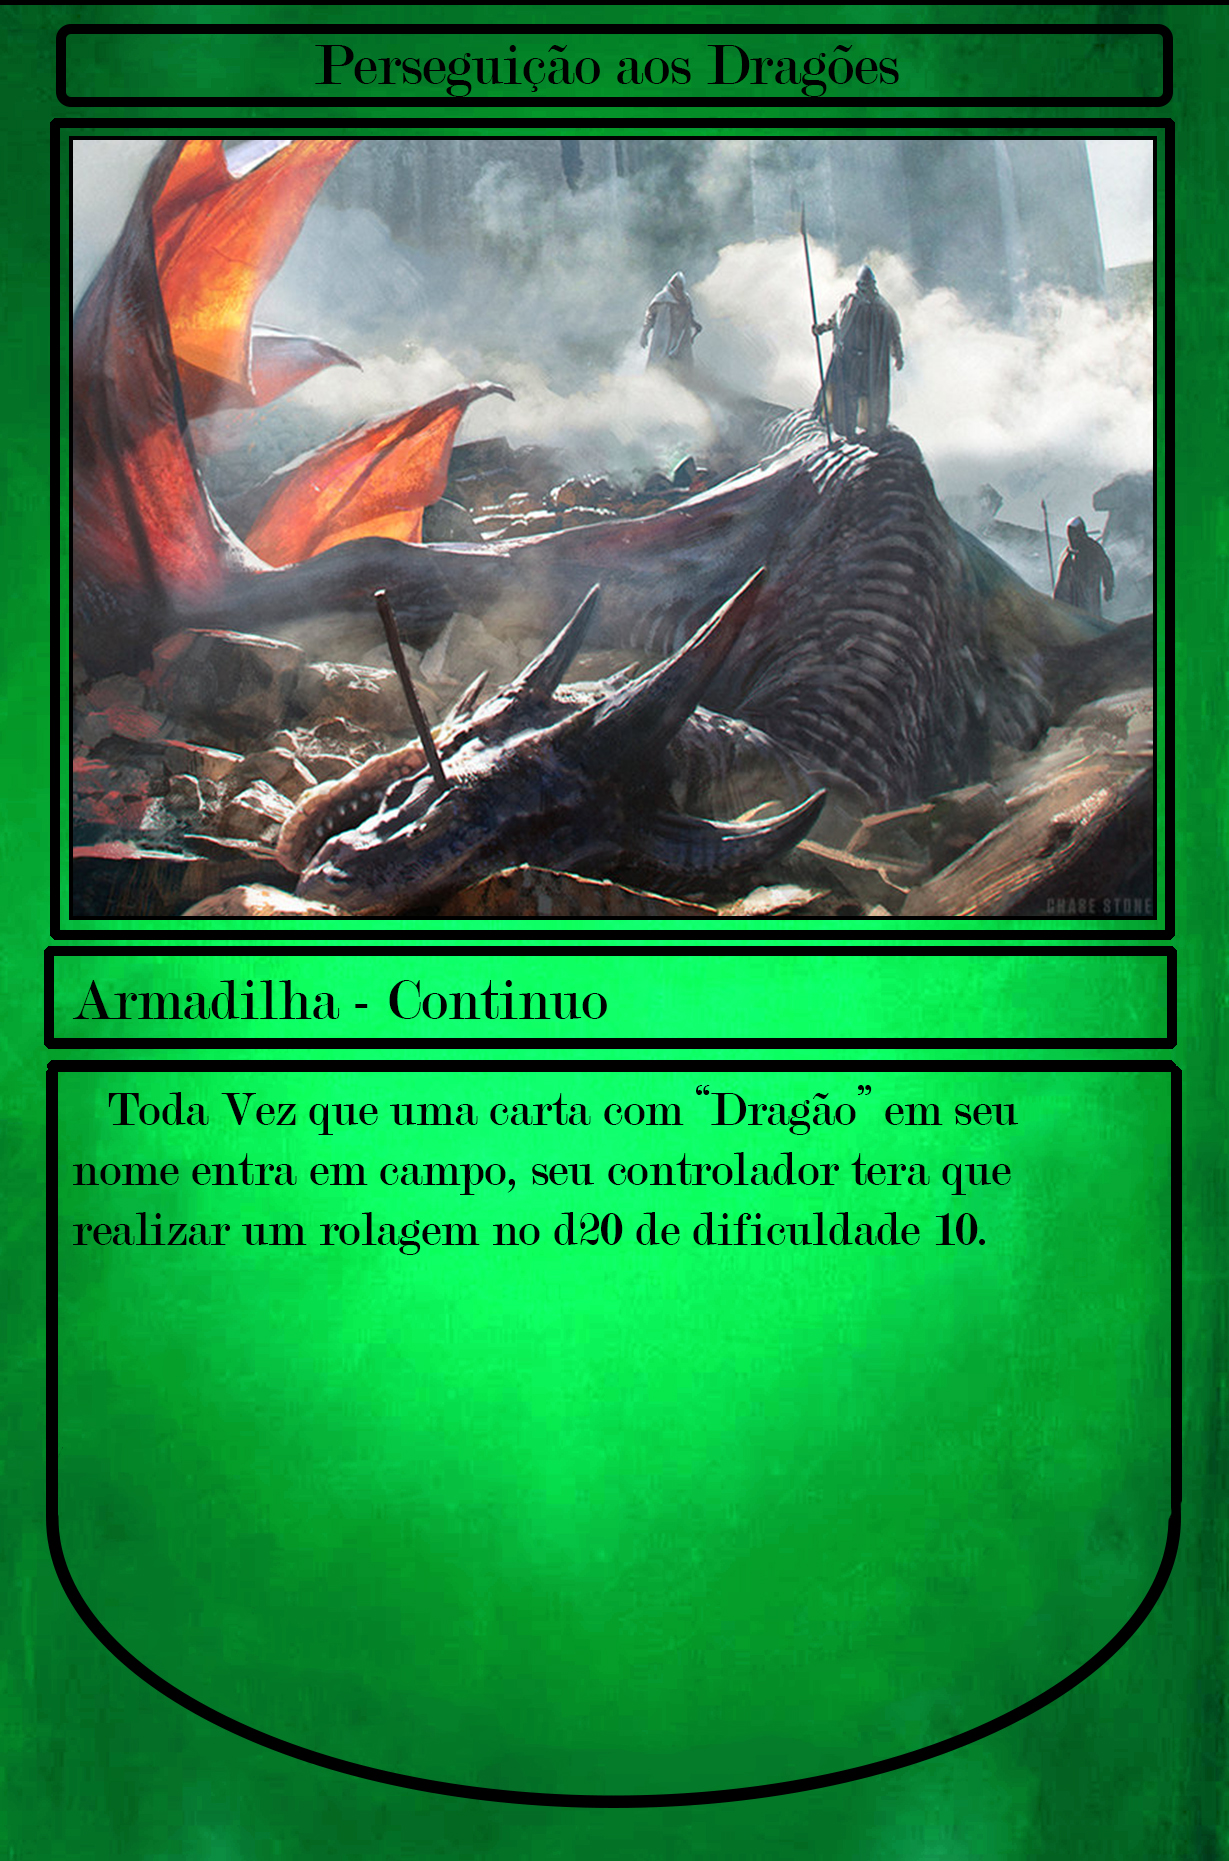 Perseguição aos Dragões
CHASE STONE
Armadilha - Continuo
Toda Vez que uma carta com “Dragão” em seu
nome entra em campo, seu controlador tera que
realizar um rolagem no d20 de dificuldade 10.